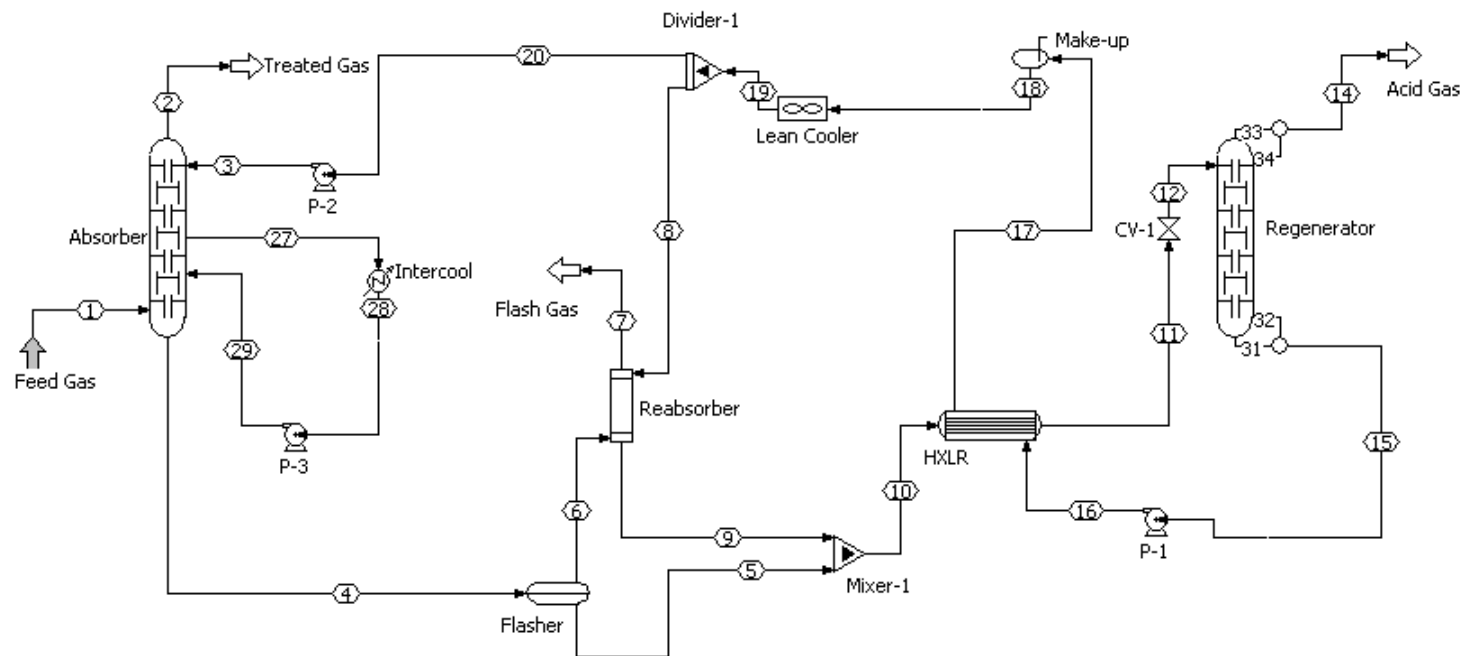 Divider-1
Treated Gas
20
Make-up
2
19
18
14
Acid Gas
Lean Cooler
33
34
3
P-2
12
Absorber
27
8
17
CV-1
Regenerator
Intercool
28
Flash Gas
1
7
11
32
31
29
Feed Gas
Reabsorber
P-3
HXLR
15
10
6
16
9
P-1
5
Mixer-1
4
Flasher